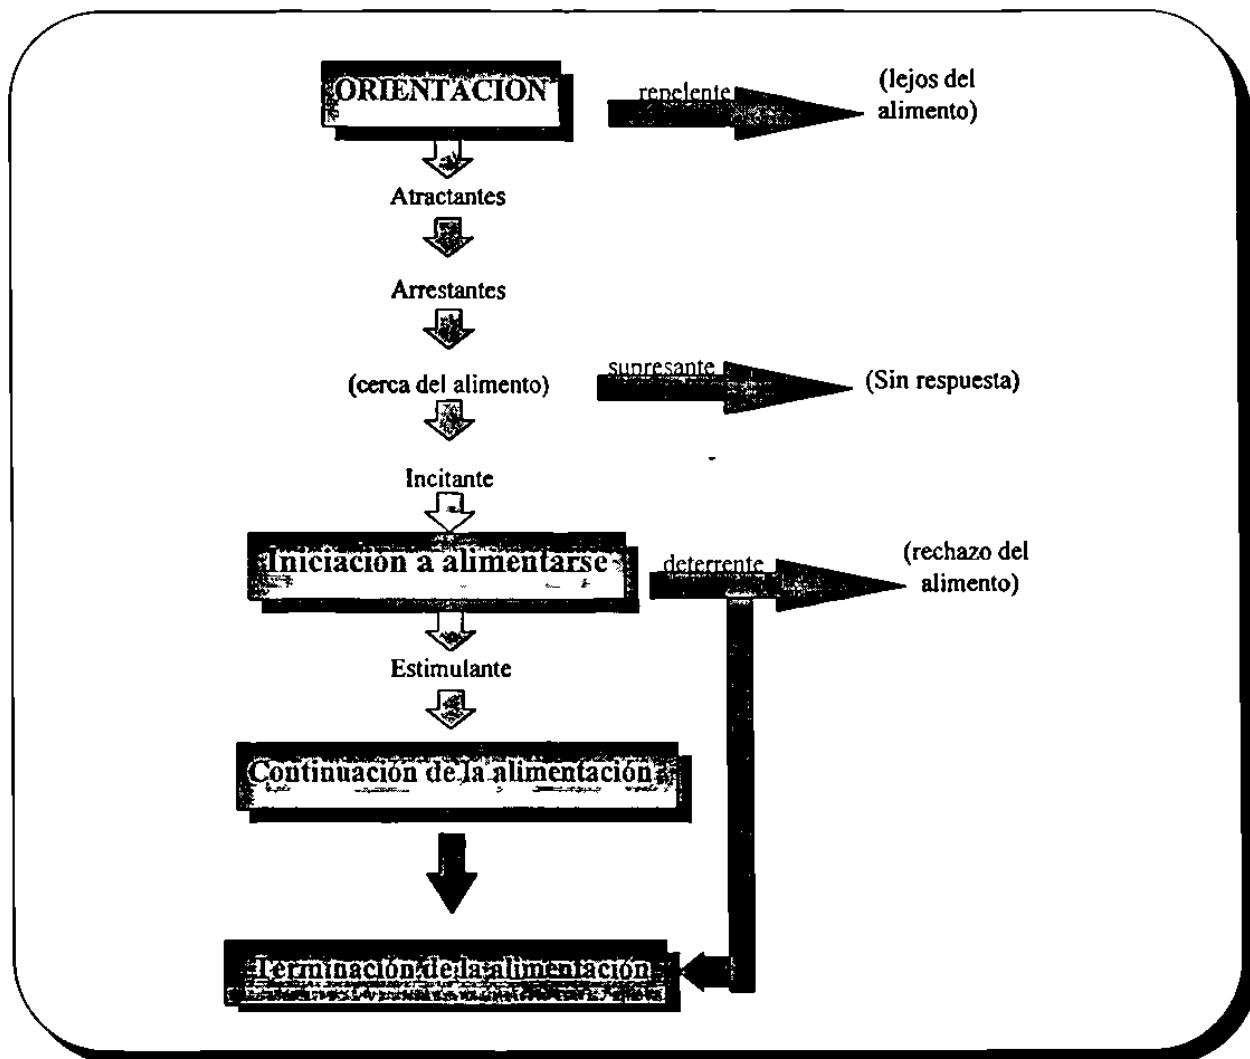 ORIENTACION
repelente
(lejos del
alimento)
Atractantes
Arrestantes
(cerca del alimento)
supresante
(Sin respuesta)
Incitante
Iniciación a alimentarse
deterrente
(rechazo del
alimento)
Estimulante
Continuación de la alimentación
Terminación de la alimentación